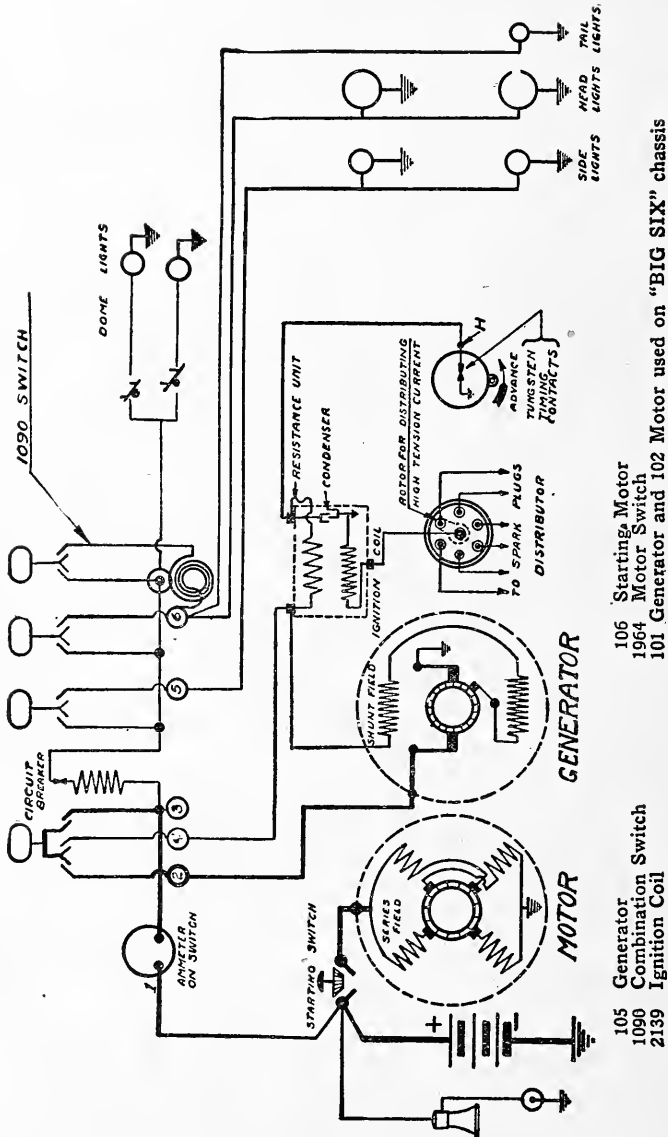 1090 SWITCH
DOME LIGHTS
CIRCUIT
BREAKER
1
2
4
3
5
6
AMMETER
ON SWITCH
STARTING SWITCH
SERIES
FIELD
MOTOR
+
-
SHUNT FIELD
GENERATOR
RESISTANCE UNIT
CONDENSER
IGNITION COIL
ROTOR FOR DISTRIBUTING
HIGH TENSION CURRENT
TO SPARK PLUGS
DISTRIBUTOR
H
ADVANCE
TUNGSTEN
TIMING
CONTACTS
SIDE
LIGHTS
HEAD
LIGHTS
TAIL
LIGHTS.
105 Generator
1090 Combination Switch
2139 Ignition Coil
106 Starting Motor
1964 Motor Switch
101 Generator and 102 Motor used on "BIG SIX" chassis